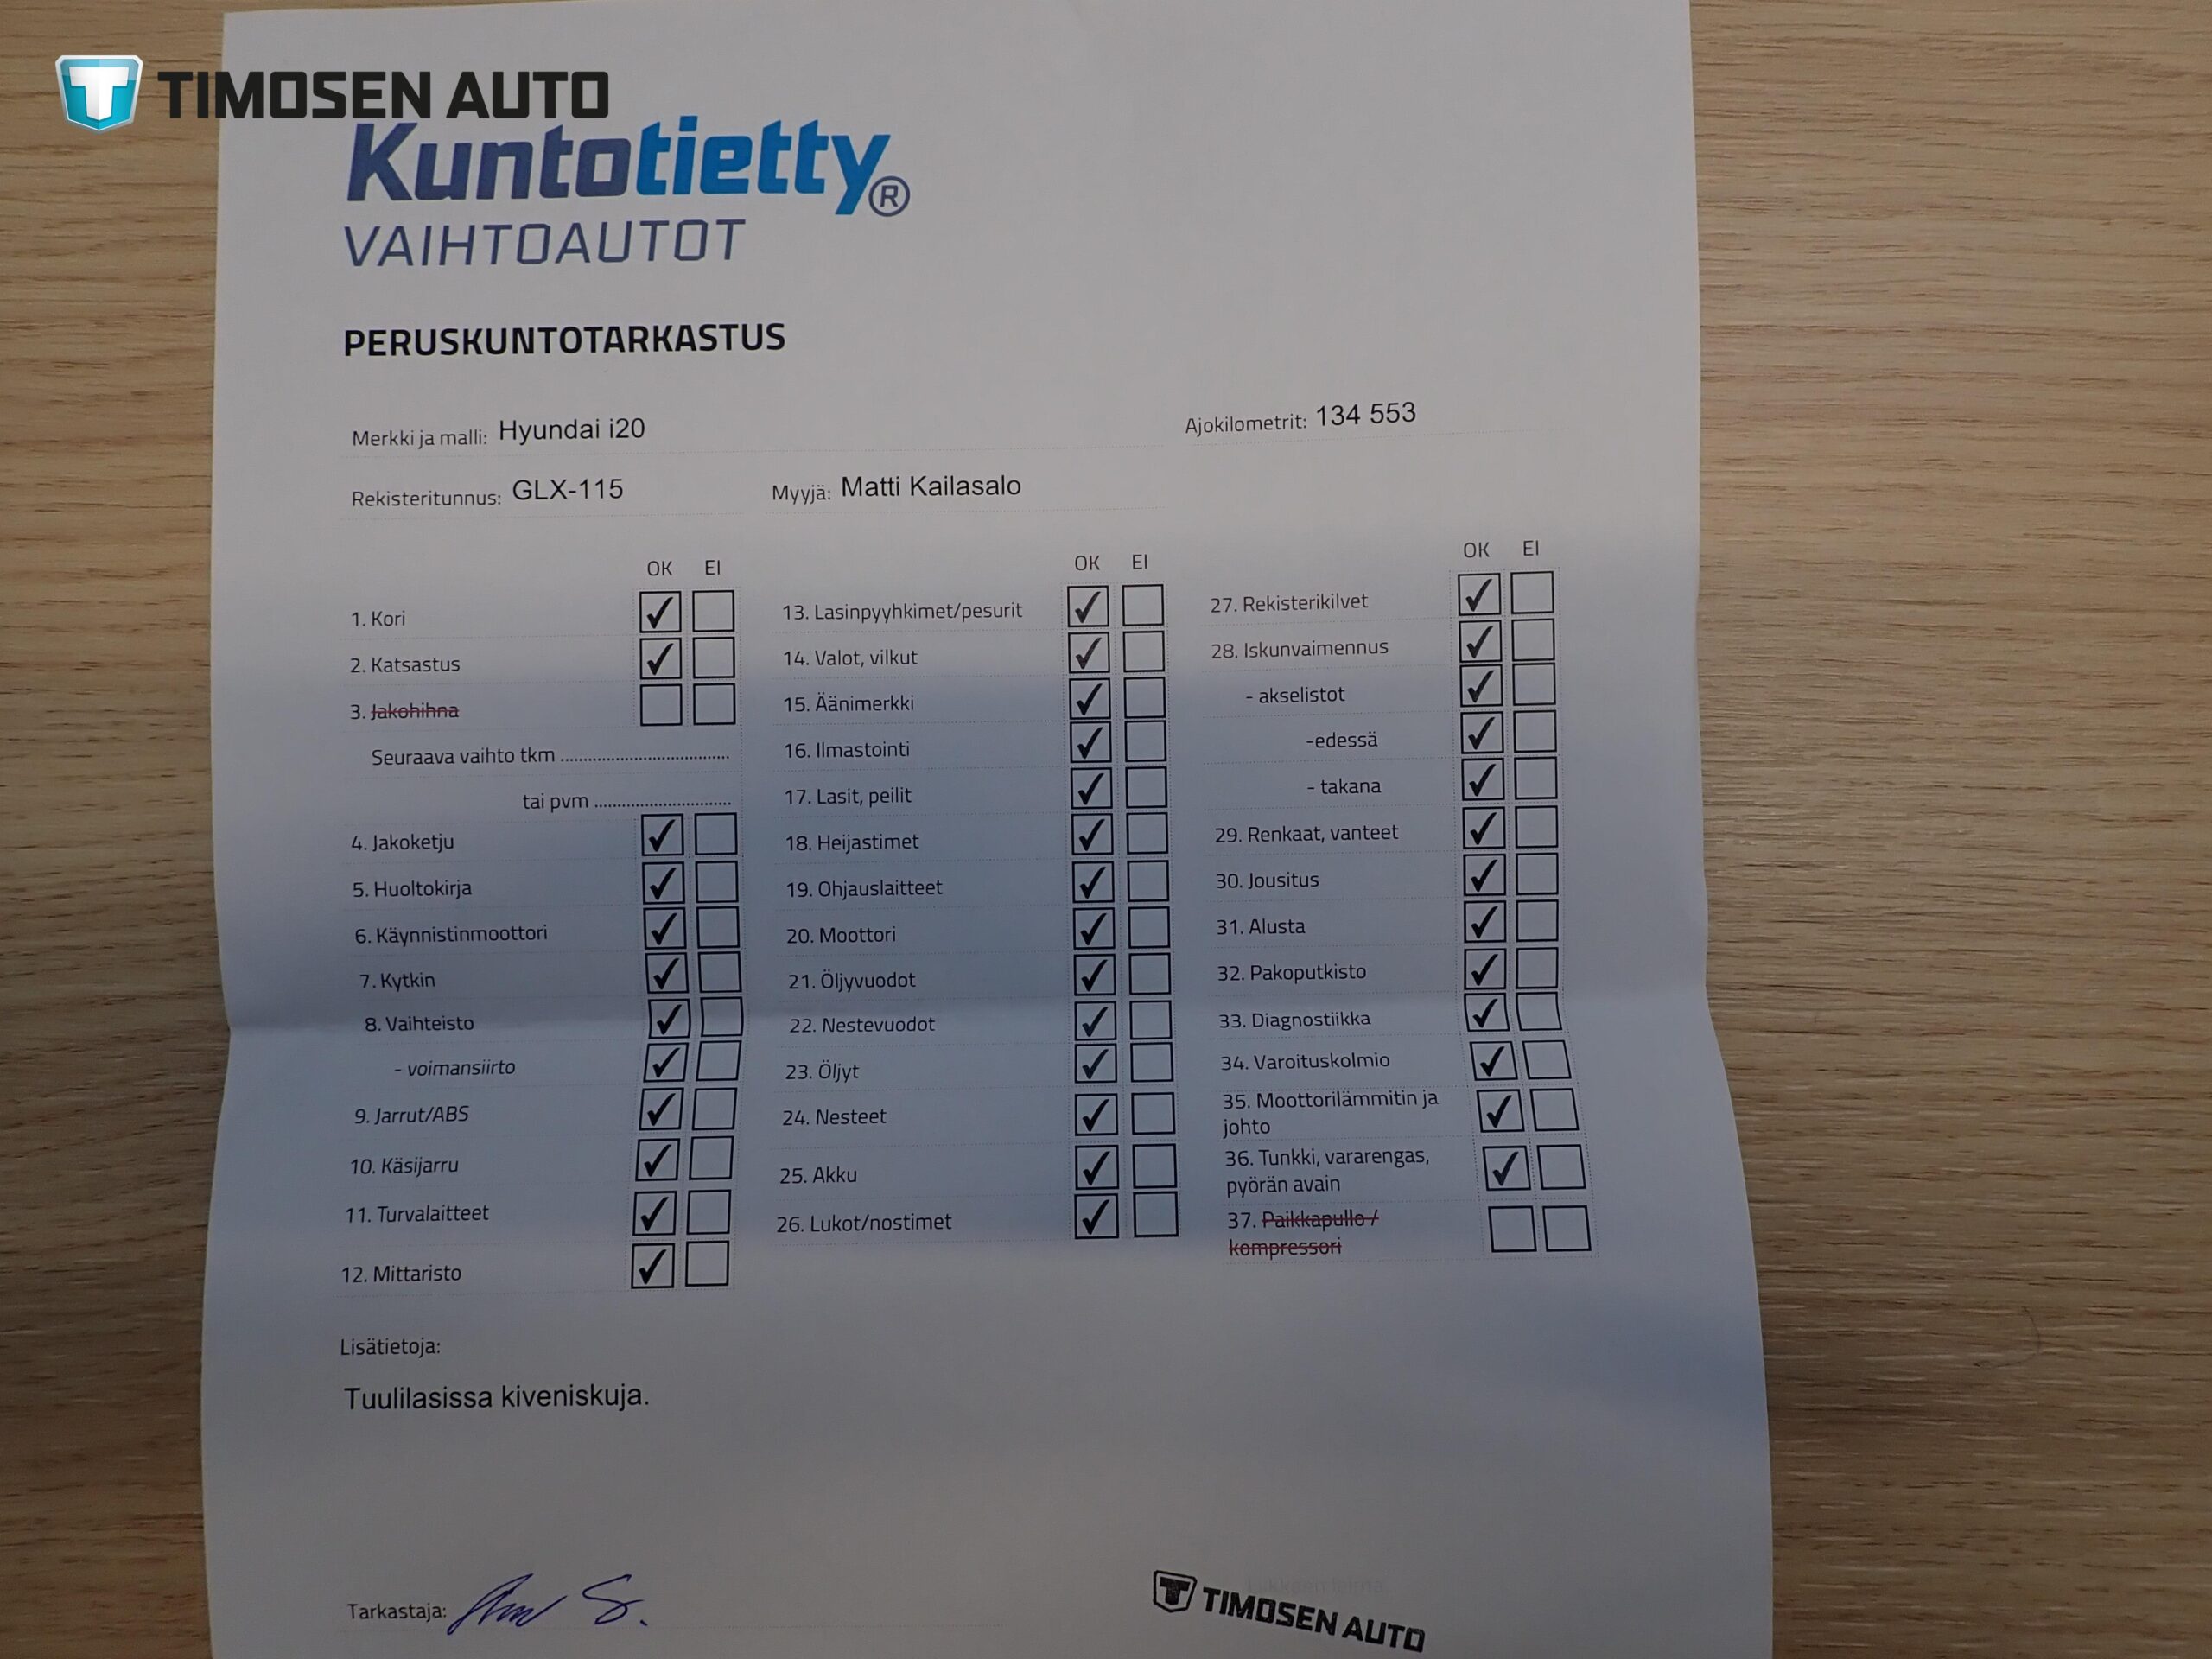 TIMOSEN AUTO
Kuntotietty®
VAIHTOAUTOT
PERUSKUNTOTARKASTUS
Merkki ja malli: Hyundai i20
Ajokilometrit: 134 553
Rekisteritunnus: GLX-115
Myyjä: Matti Kailasalo
OK EI
1. Kori
2. Katsastus
3. Jakohihna
Seuraava vaihto tkm
tai pvm
4. Jakoketju
5. Huoltokirja
6. Käynnistinmoottori
7. Kytkin
8. Vaihteisto
- voimansiirto
9. Jarrut/ABS
10. Käsijarru
11. Turvalaitteet
12. Mittaristo
OK EI
13. Lasinpyyhkimet/pesurit
14. Valot, vilkut
15. Äänimerkki
16. Ilmastointi
17. Lasit, peilit
18. Heijastimet
19. Ohjauslaitteet
20. Moottori
21. Öljyvuodot
22. Nestevuodot
23. Öljyt
24. Nesteet
25. Akku
26. Lukot/nostimet
OK EI
27. Rekisterikilvet
28. Iskunvaimennus
- akselistot
-edessä
- takana
29. Renkaat, vanteet
30. Jousitus
31. Alusta
32. Pakoputkisto
33. Diagnostiikka
34. Varoituskolmio
35. Moottorilämmitin ja
johto
36. Tunkki, vararengas,
pyörän avain
37. Paikkapullo /
kompressori
Lisätietoja:
Tuulilasissa kiveniskuja.
Tarkastaja:
TIMOSEN AUTO